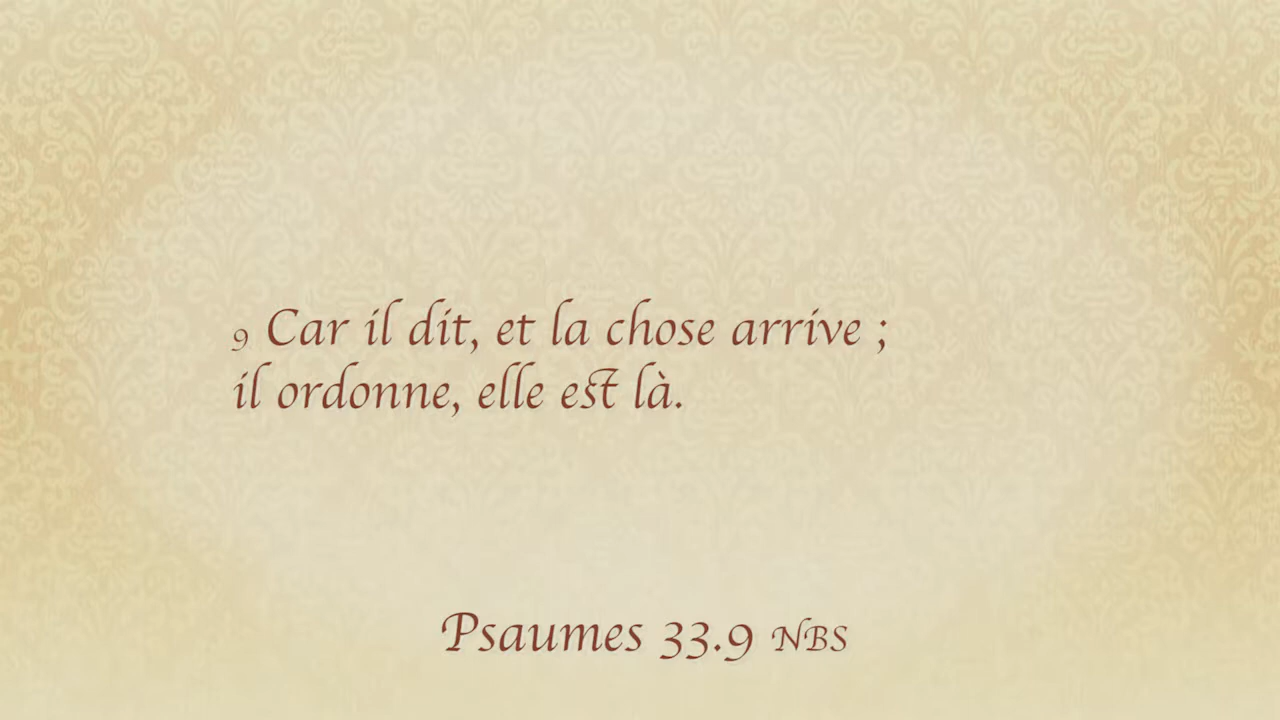 9 Car il dit, et la chose arrive ;
il ordonne, elle est là.
Psaumes 33.9 NBS